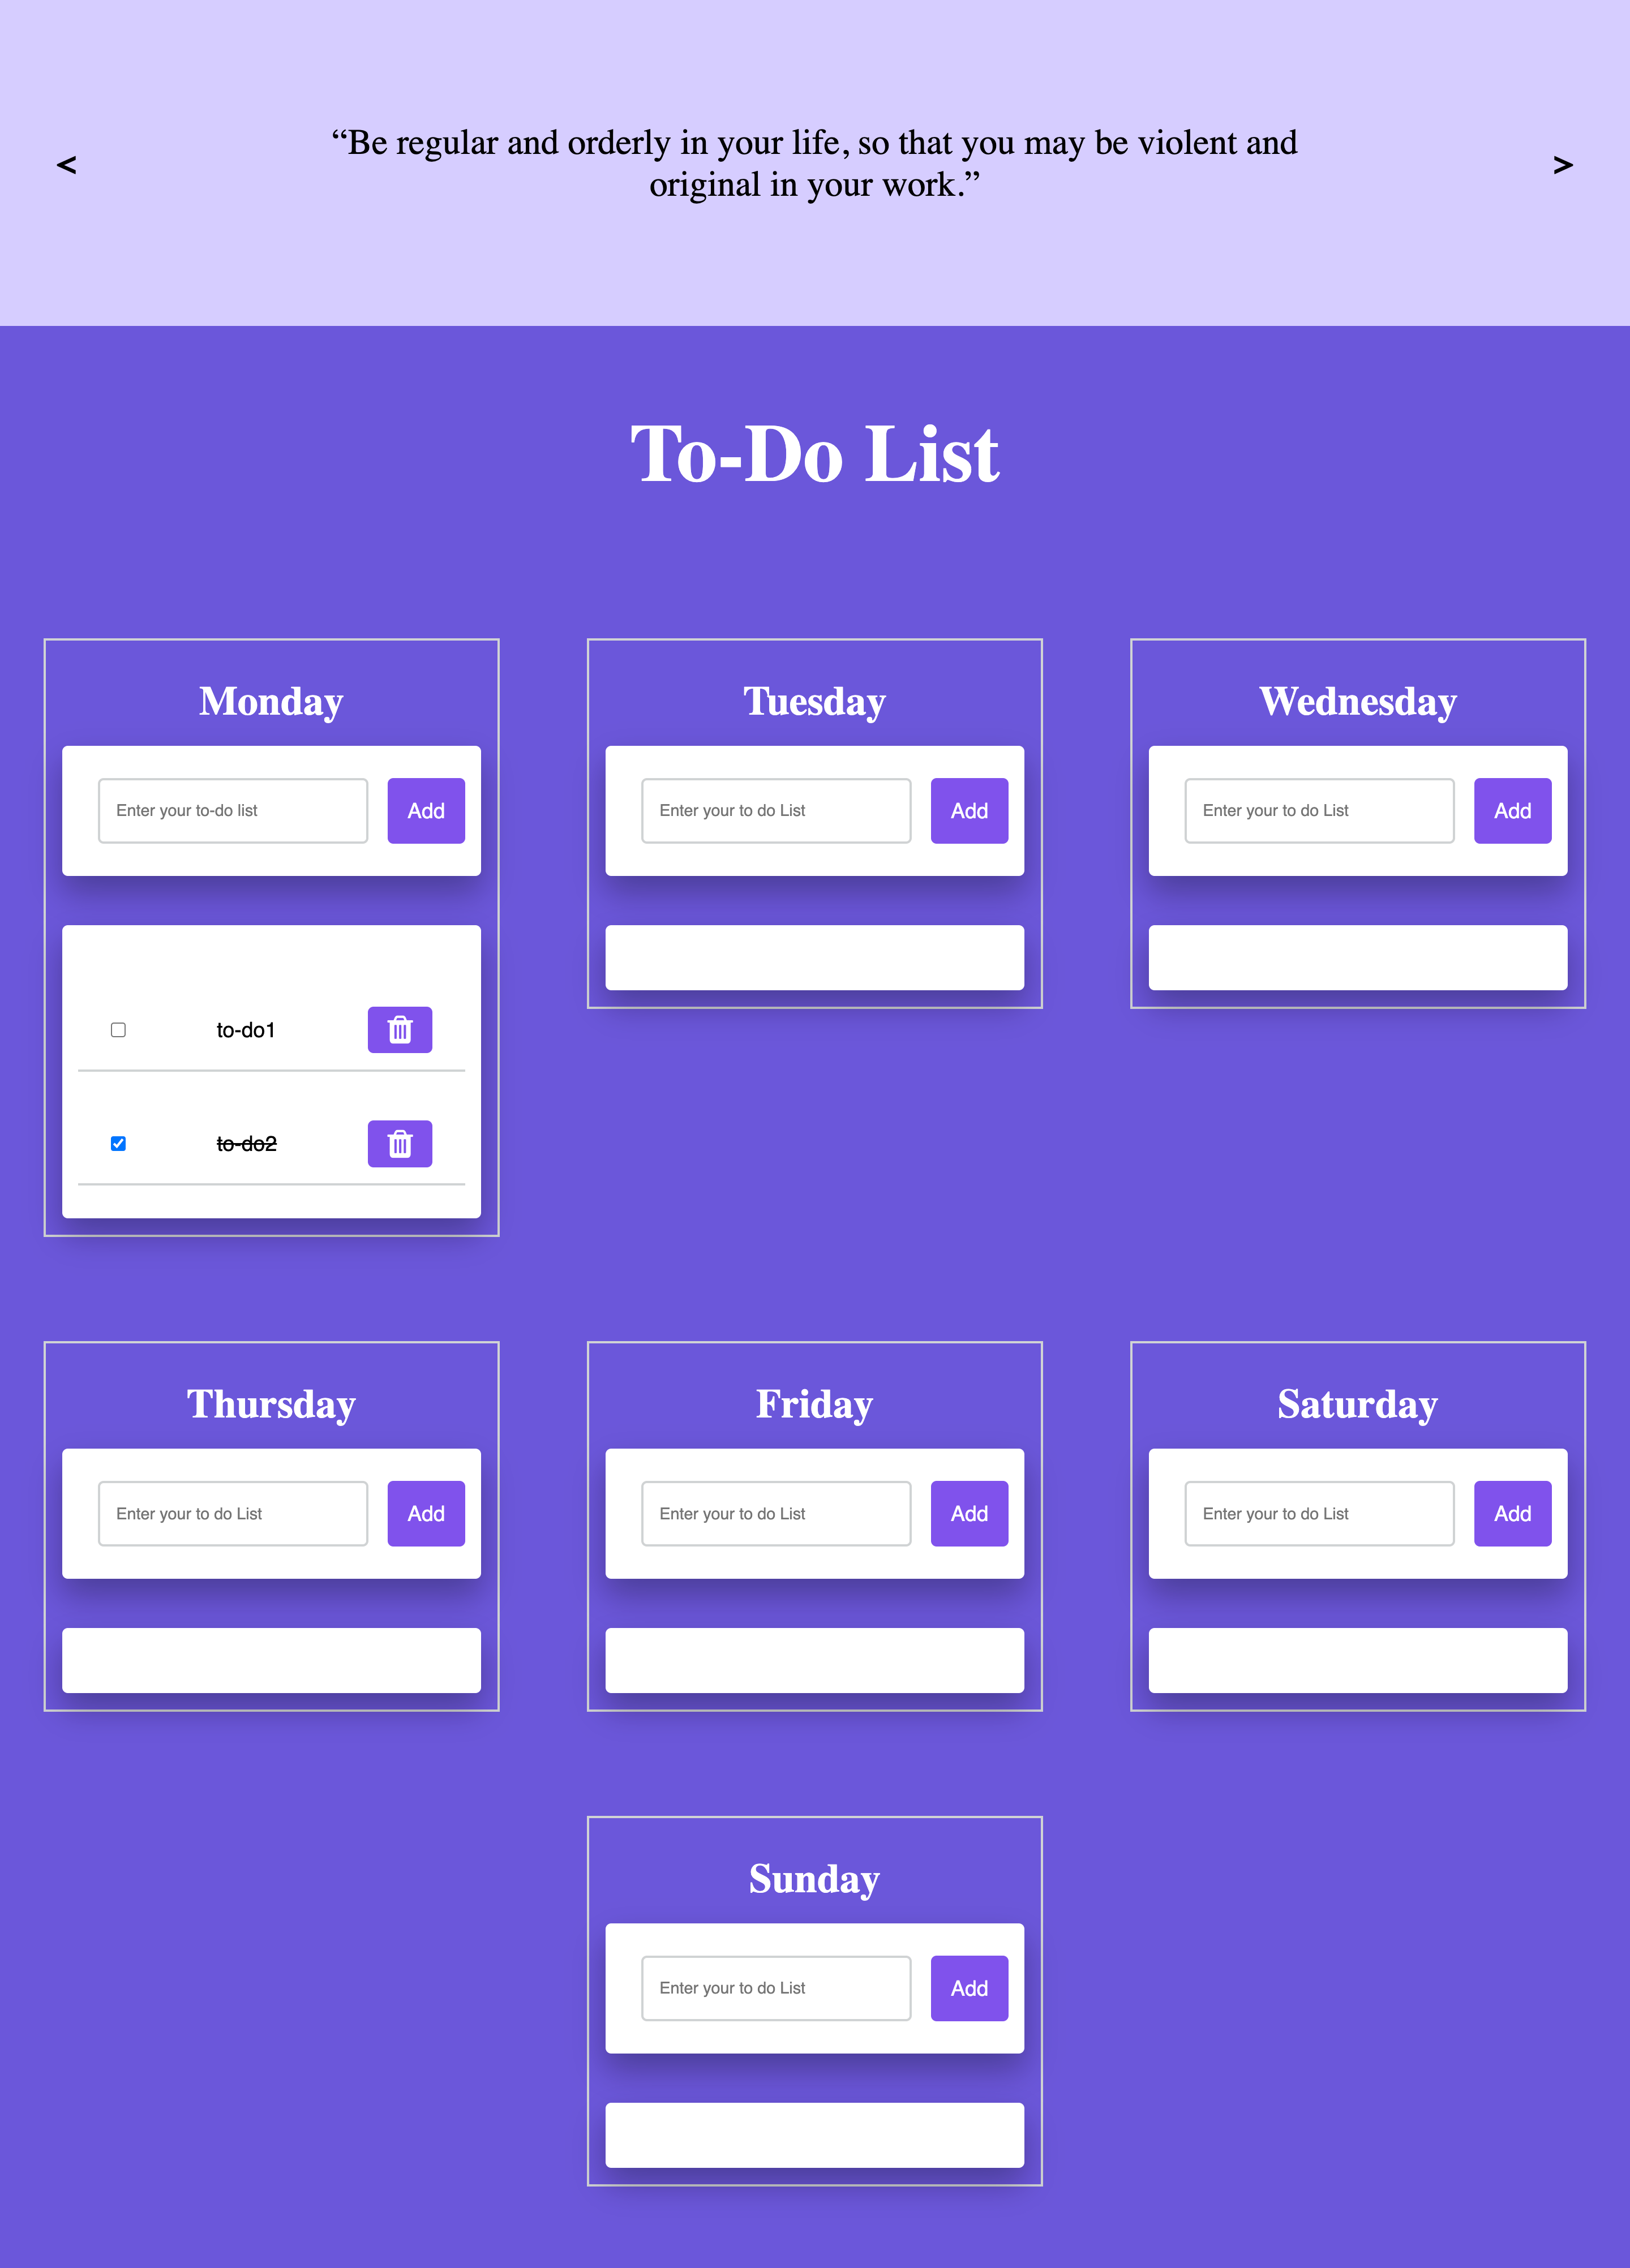 “Be regular and orderly in your life, so that you may be violent and
original in your work.”
<
>
To-Do List
Monday
Enter your to-do list
Add
to-do1
to-do2
Tuesday
Enter your to do List
Add
Wednesday
Enter your to do List
Add
Thursday
Enter your to do List
Add
Friday
Enter your to do List
Add
Saturday
Enter your to do List
Add
Sunday
Enter your to do List
Add